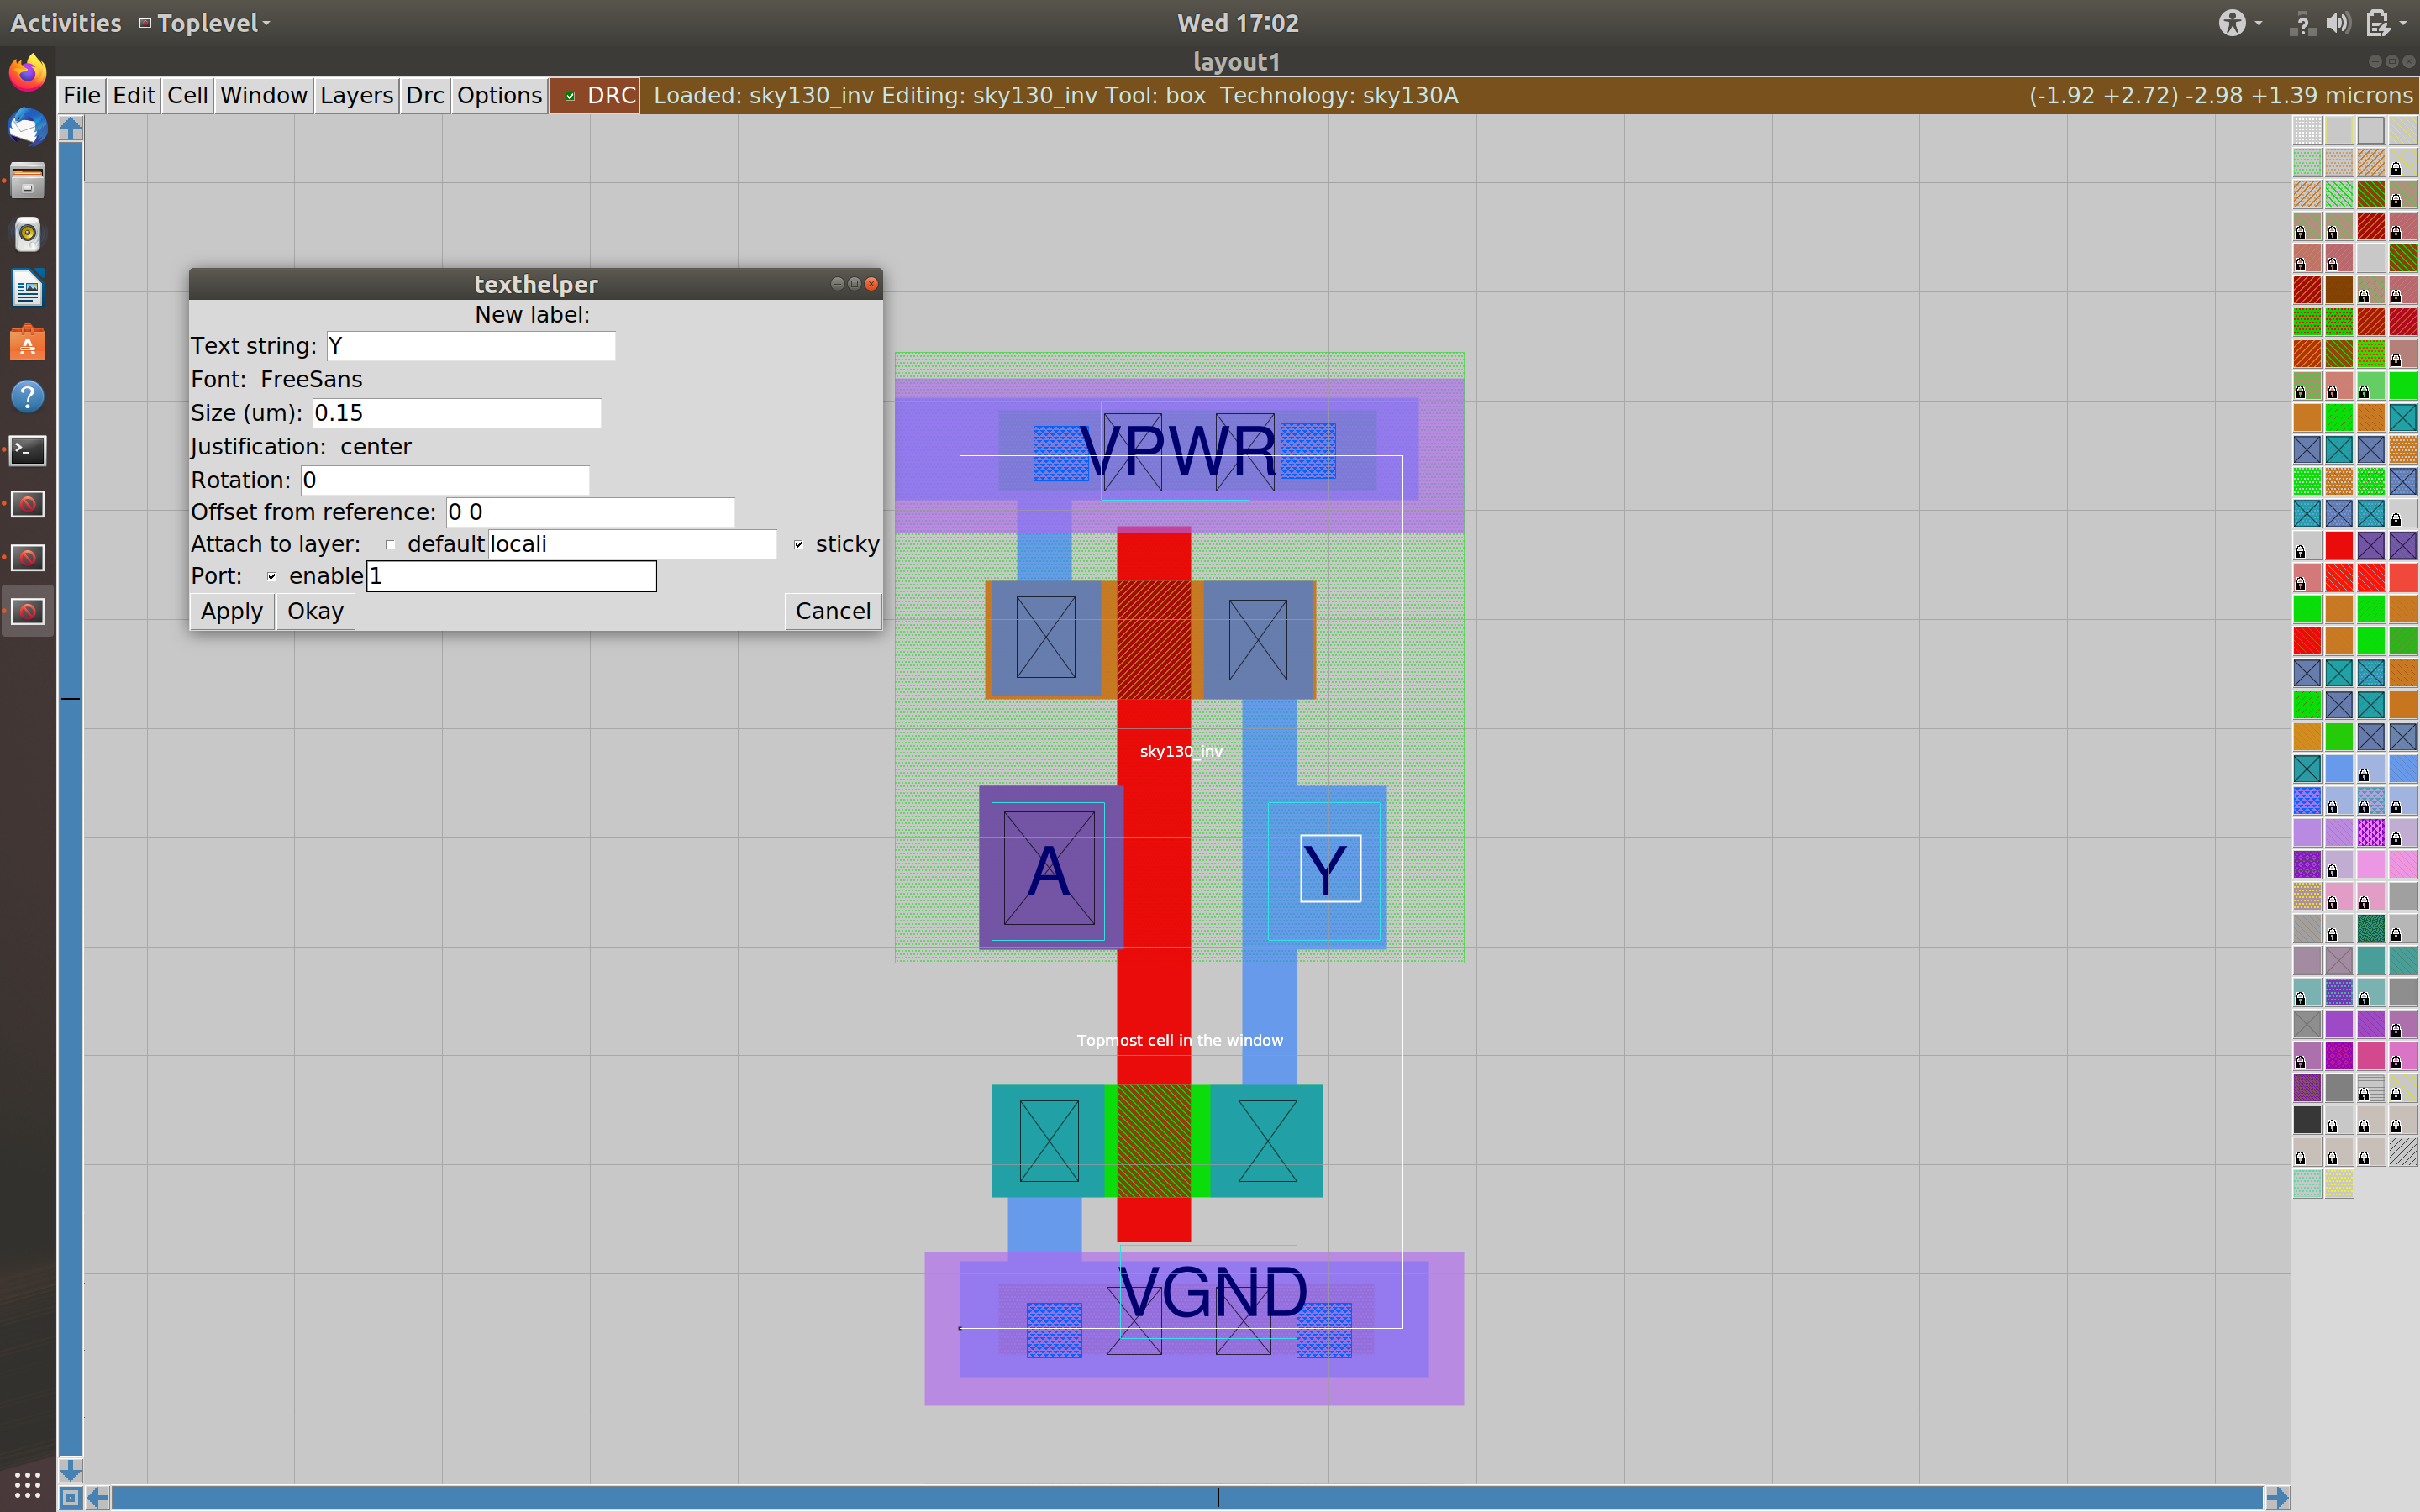 Activities Toplevel Wed 17:02
layout1
File Edit Cell Window Layers Drc Options DRC Loaded: sky130_inv Editing: sky130_inv Tool: box Technology: sky130A (-1.92 +2.72) -2.98 +1.39 microns
texthelper
New label:
Text string: Y
Font: FreeSans
Size (um): 0.15
Justification: center
Rotation: 0
Offset from reference: 0 0
Attach to layer: default locali sticky
Port: enable 1
Apply Okay Cancel
VPWR
sky130_inv
A Y
Topmost cell in the window
VGND